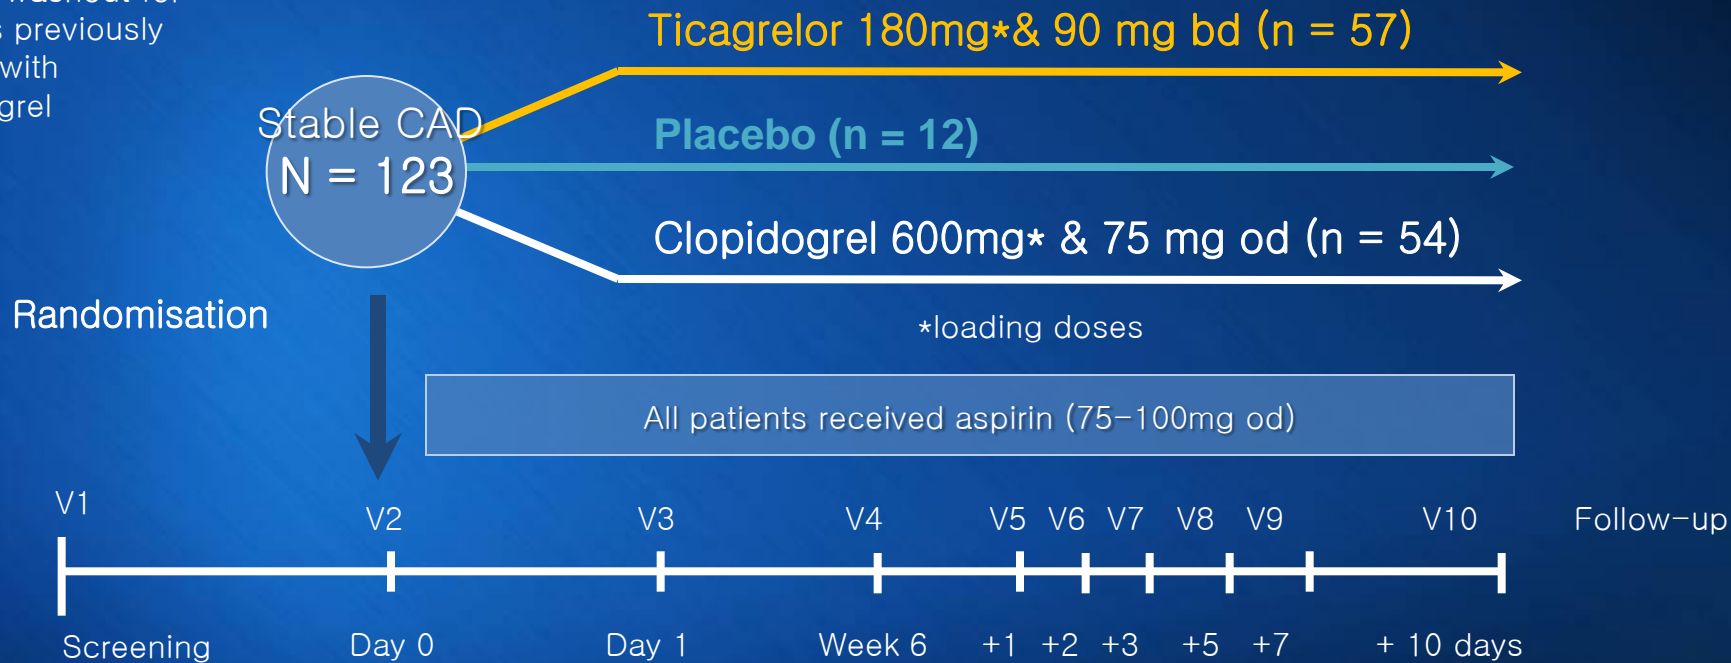 washout for
previously
with
Ticagrelor 180mg*& 90 mg bd (n = 57)
Stable CAD
N = 123
Placebo (n = 12)
Clopidogrel 600mg* & 75 mg od (n = 54)
Randomisation
*loading doses
All patients received aspirin (75-100mg od)
V1 V2 V3 V4 V5 V6 V7 V8 V9 V10 Follow-up
Screening Day 0 Day 1 Week 6 +1 +2 +3 +5 +7 + 10 days